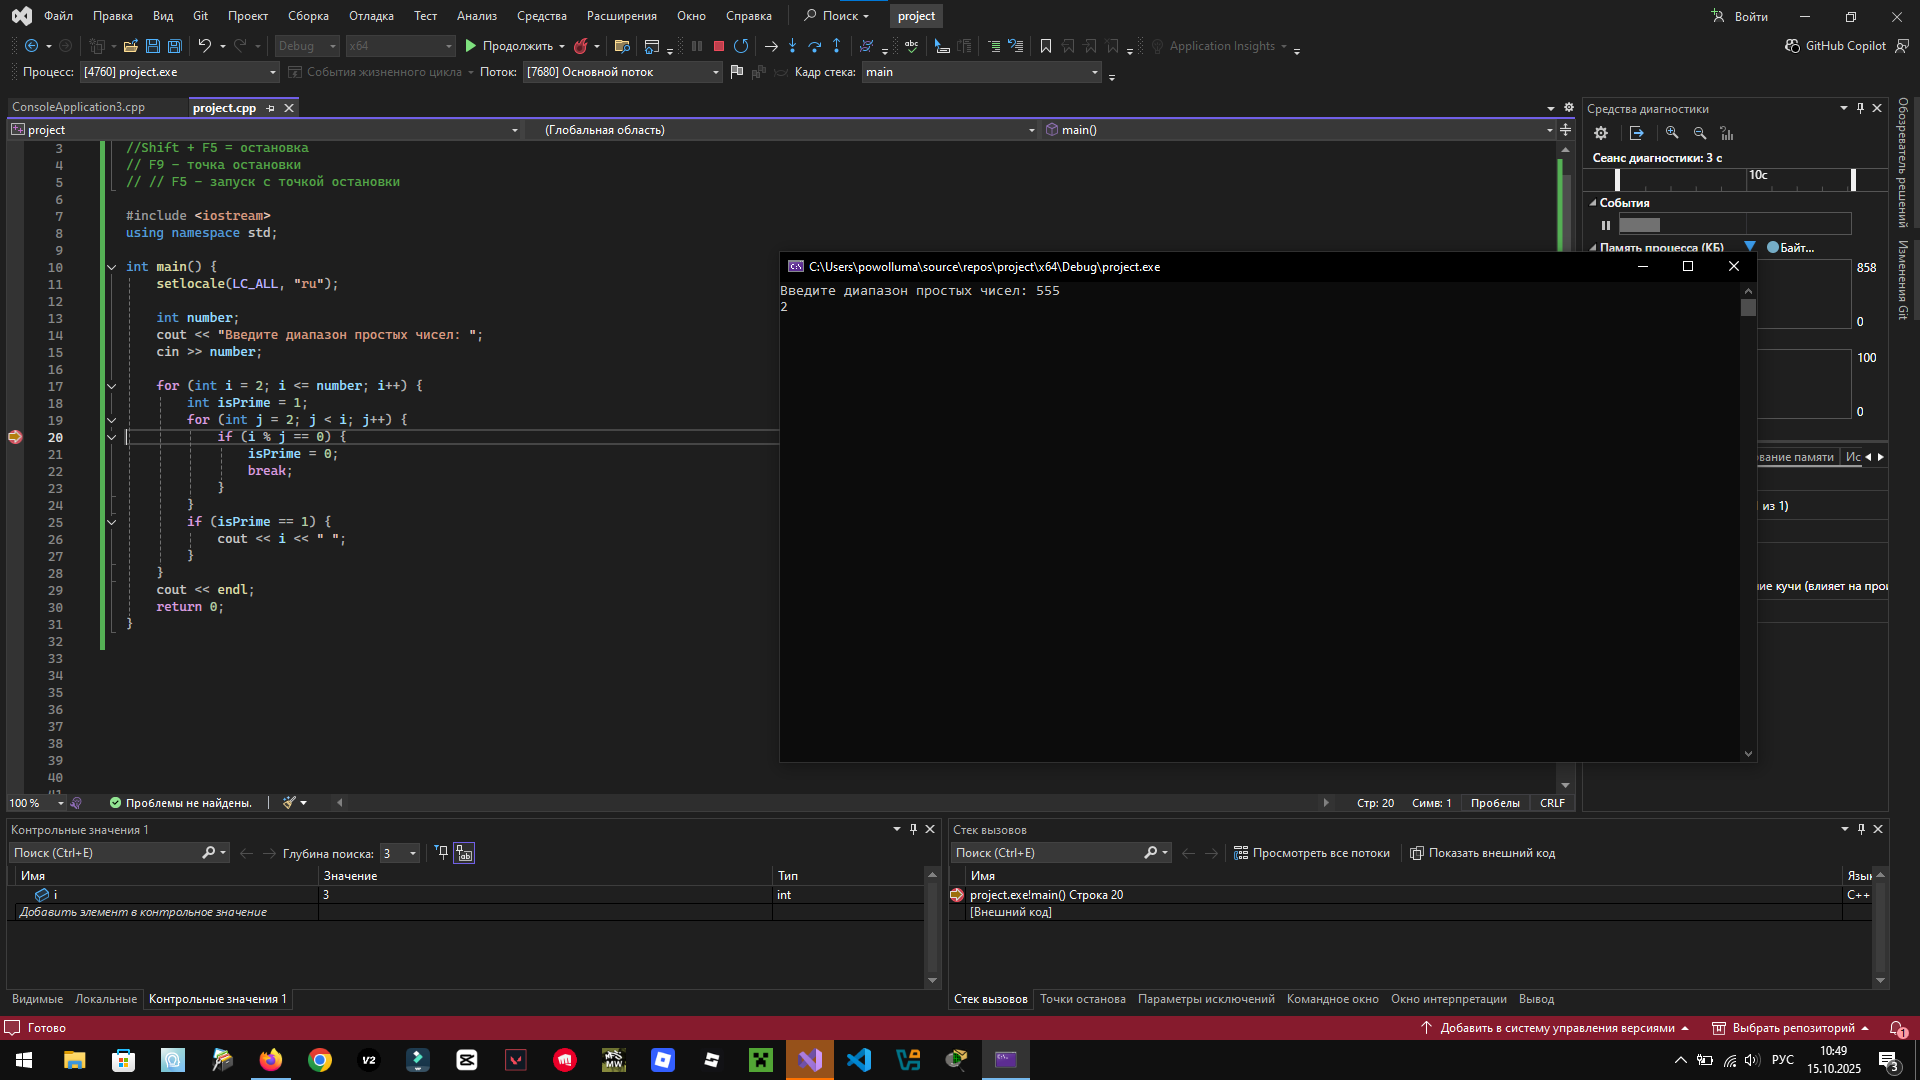 Файл Правка Вид Git Проект Сборка Отладка Тест Анализ Средства Расширения Окно Справка Поиск project Войти
Debug x64 Продолжить Application Insights GitHub Copilot
Процесс: [4760] project.exe События жизненного цикла Поток: [7680] Основной поток Кадр стека: main
ConsoleApplication3.cpp project.cpp
project (Глобальная область) main()
3 //Shift + F5 = остановка
4 // F9 - точка остановки
5 // // F5 - запуск с точкой остановки
6
7 #include <iostream>
8 using namespace std;
9
10 int main() {
11 setlocale(LC_ALL, "ru");
12
13 int number;
14 cout << "Введите диапазон простых чисел: ";
15 cin >> number;
16
17 for (int i = 2; i <= number; i++) {
18 int isPrime = 1;
19 for (int j = 2; j < i; j++) {
20 if (i % j == 0) {
21 isPrime = 0;
22 break;
23 }
24 }
25 if (isPrime == 1) {
26 cout << i << " ";
27 }
28 }
29 cout << endl;
30 return 0;
31 }
32
33
34
35
36
37
38
39
40
C:\Users\powolluma\source\repos\project\x64\Debug\project.exe
Введите диапазон простых чисел: 555
2
Средства диагностики
Сеанс диагностики: 3 с
10с
События
Память процесса (КБ) Байт...
858
0
100
0
вание памяти Ис
из 1)
ие кучи (влияет на прои
Обозреватель решений
Изменения Git
100 % Проблемы не найдены. Стр: 20 Симв: 1 Пробелы CRLF
Контрольные значения 1
Поиск (Ctrl+E) Глубина поиска: 3
Имя Значение Тип
i 3 int
Добавить элемент в контрольное значение
Видимые Локальные Контрольные значения 1
Стек вызовов
Поиск (Ctrl+E) Просмотреть все потоки Показать внешний код
Имя Язык
project.exe!main() Строка 20 C++
[Внешний код]
Стек вызовов Точки останова Параметры исключений Командное окно Окно интерпретации Вывод
Готово Добавить в систему управления версиями Выбрать репозиторий 1
V2 MW РУС 10:49
15.10.2025 3